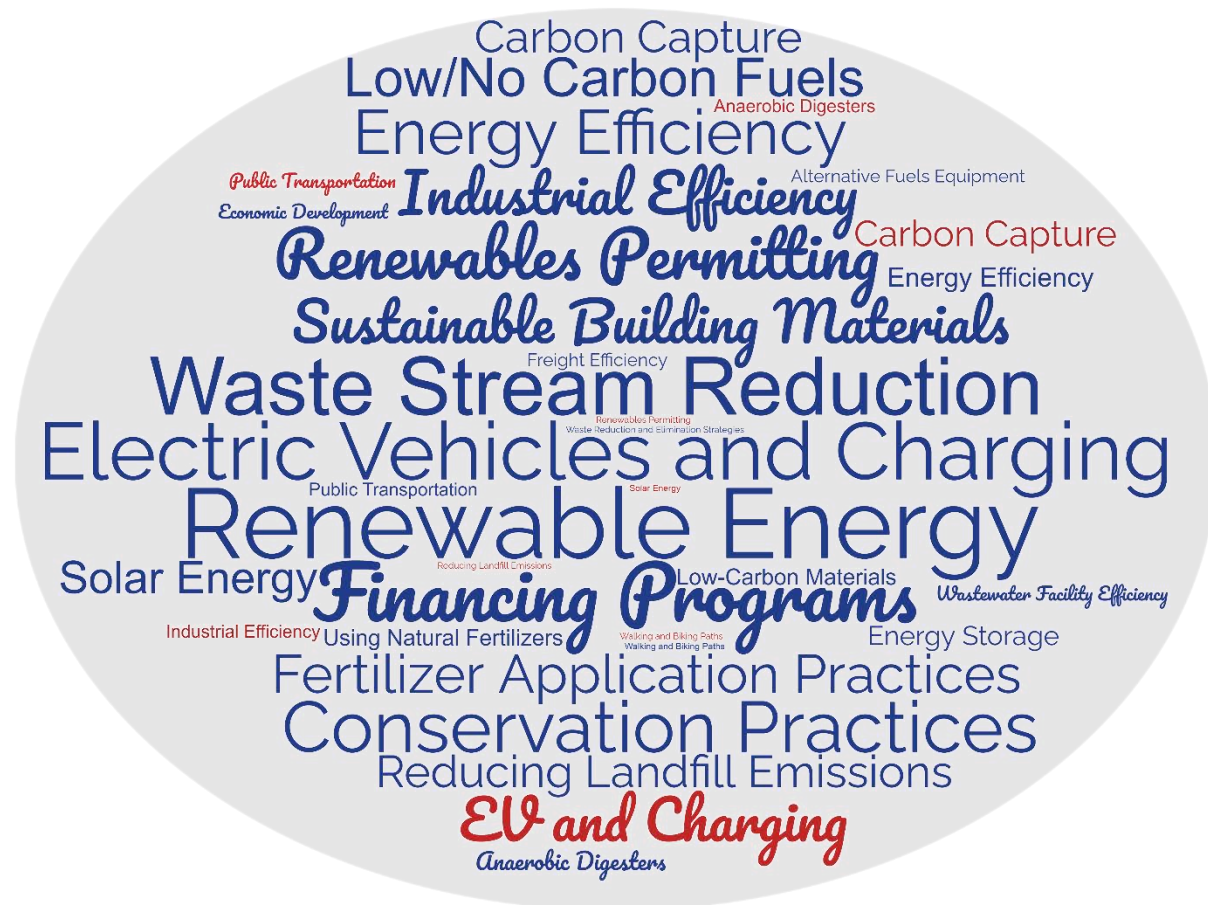 Carbon Capture
Low/No Carbon Fuels
Anaerobic Digesters
Energy Efficiency
Public Transportation
Industrial Efficiency
Alternative Fuels Equipment
Economic Development
Carbon Capture
Renewables Permitting
Energy Efficiency
Sustainable Building Materials
Freight Efficiency
Waste Stream Reduction
Renewables Permitting
Waste Reduction and Elimination Strategies
Electric Vehicles and Charging
Public Transportation
Solar Energy
Renewable Energy
Reducing Landfill Emissions
Solar Energy
Financing Programs
Low-Carbon Materials
Wastewater Facility Efficiency
Industrial Efficiency
Using Natural Fertilizers
Walking and Biking Paths
Walking and Biking Paths
Energy Storage
Fertilizer Application Practices
Conservation Practices
Reducing Landfill Emissions
EV and Charging
Anaerobic Digesters